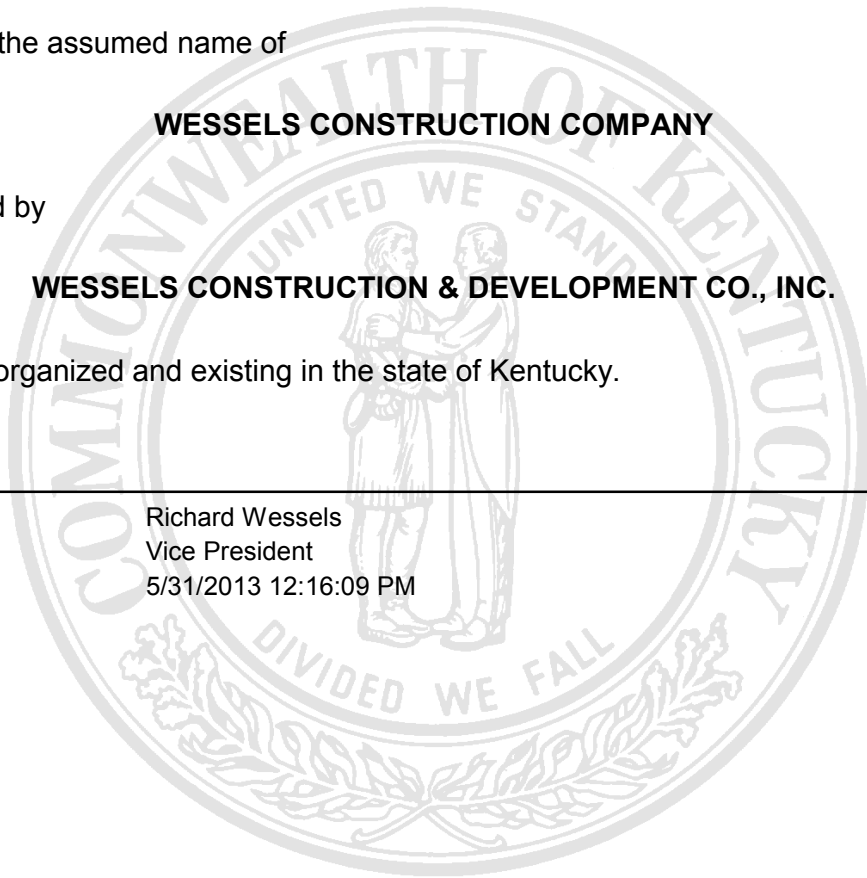 the assumed name of
WESSELS CONSTRUCTION COMPANY
d by
WESSELS CONSTRUCTION & DEVELOPMENT CO., INC.
organized and existing in the state of Kentucky.
Richard Wessels
Vice President
5/31/2013 12:16:09 PM
COMMONWEALTH OF KENTUCKY
UNITED WE STAND
DIVIDED WE FALL